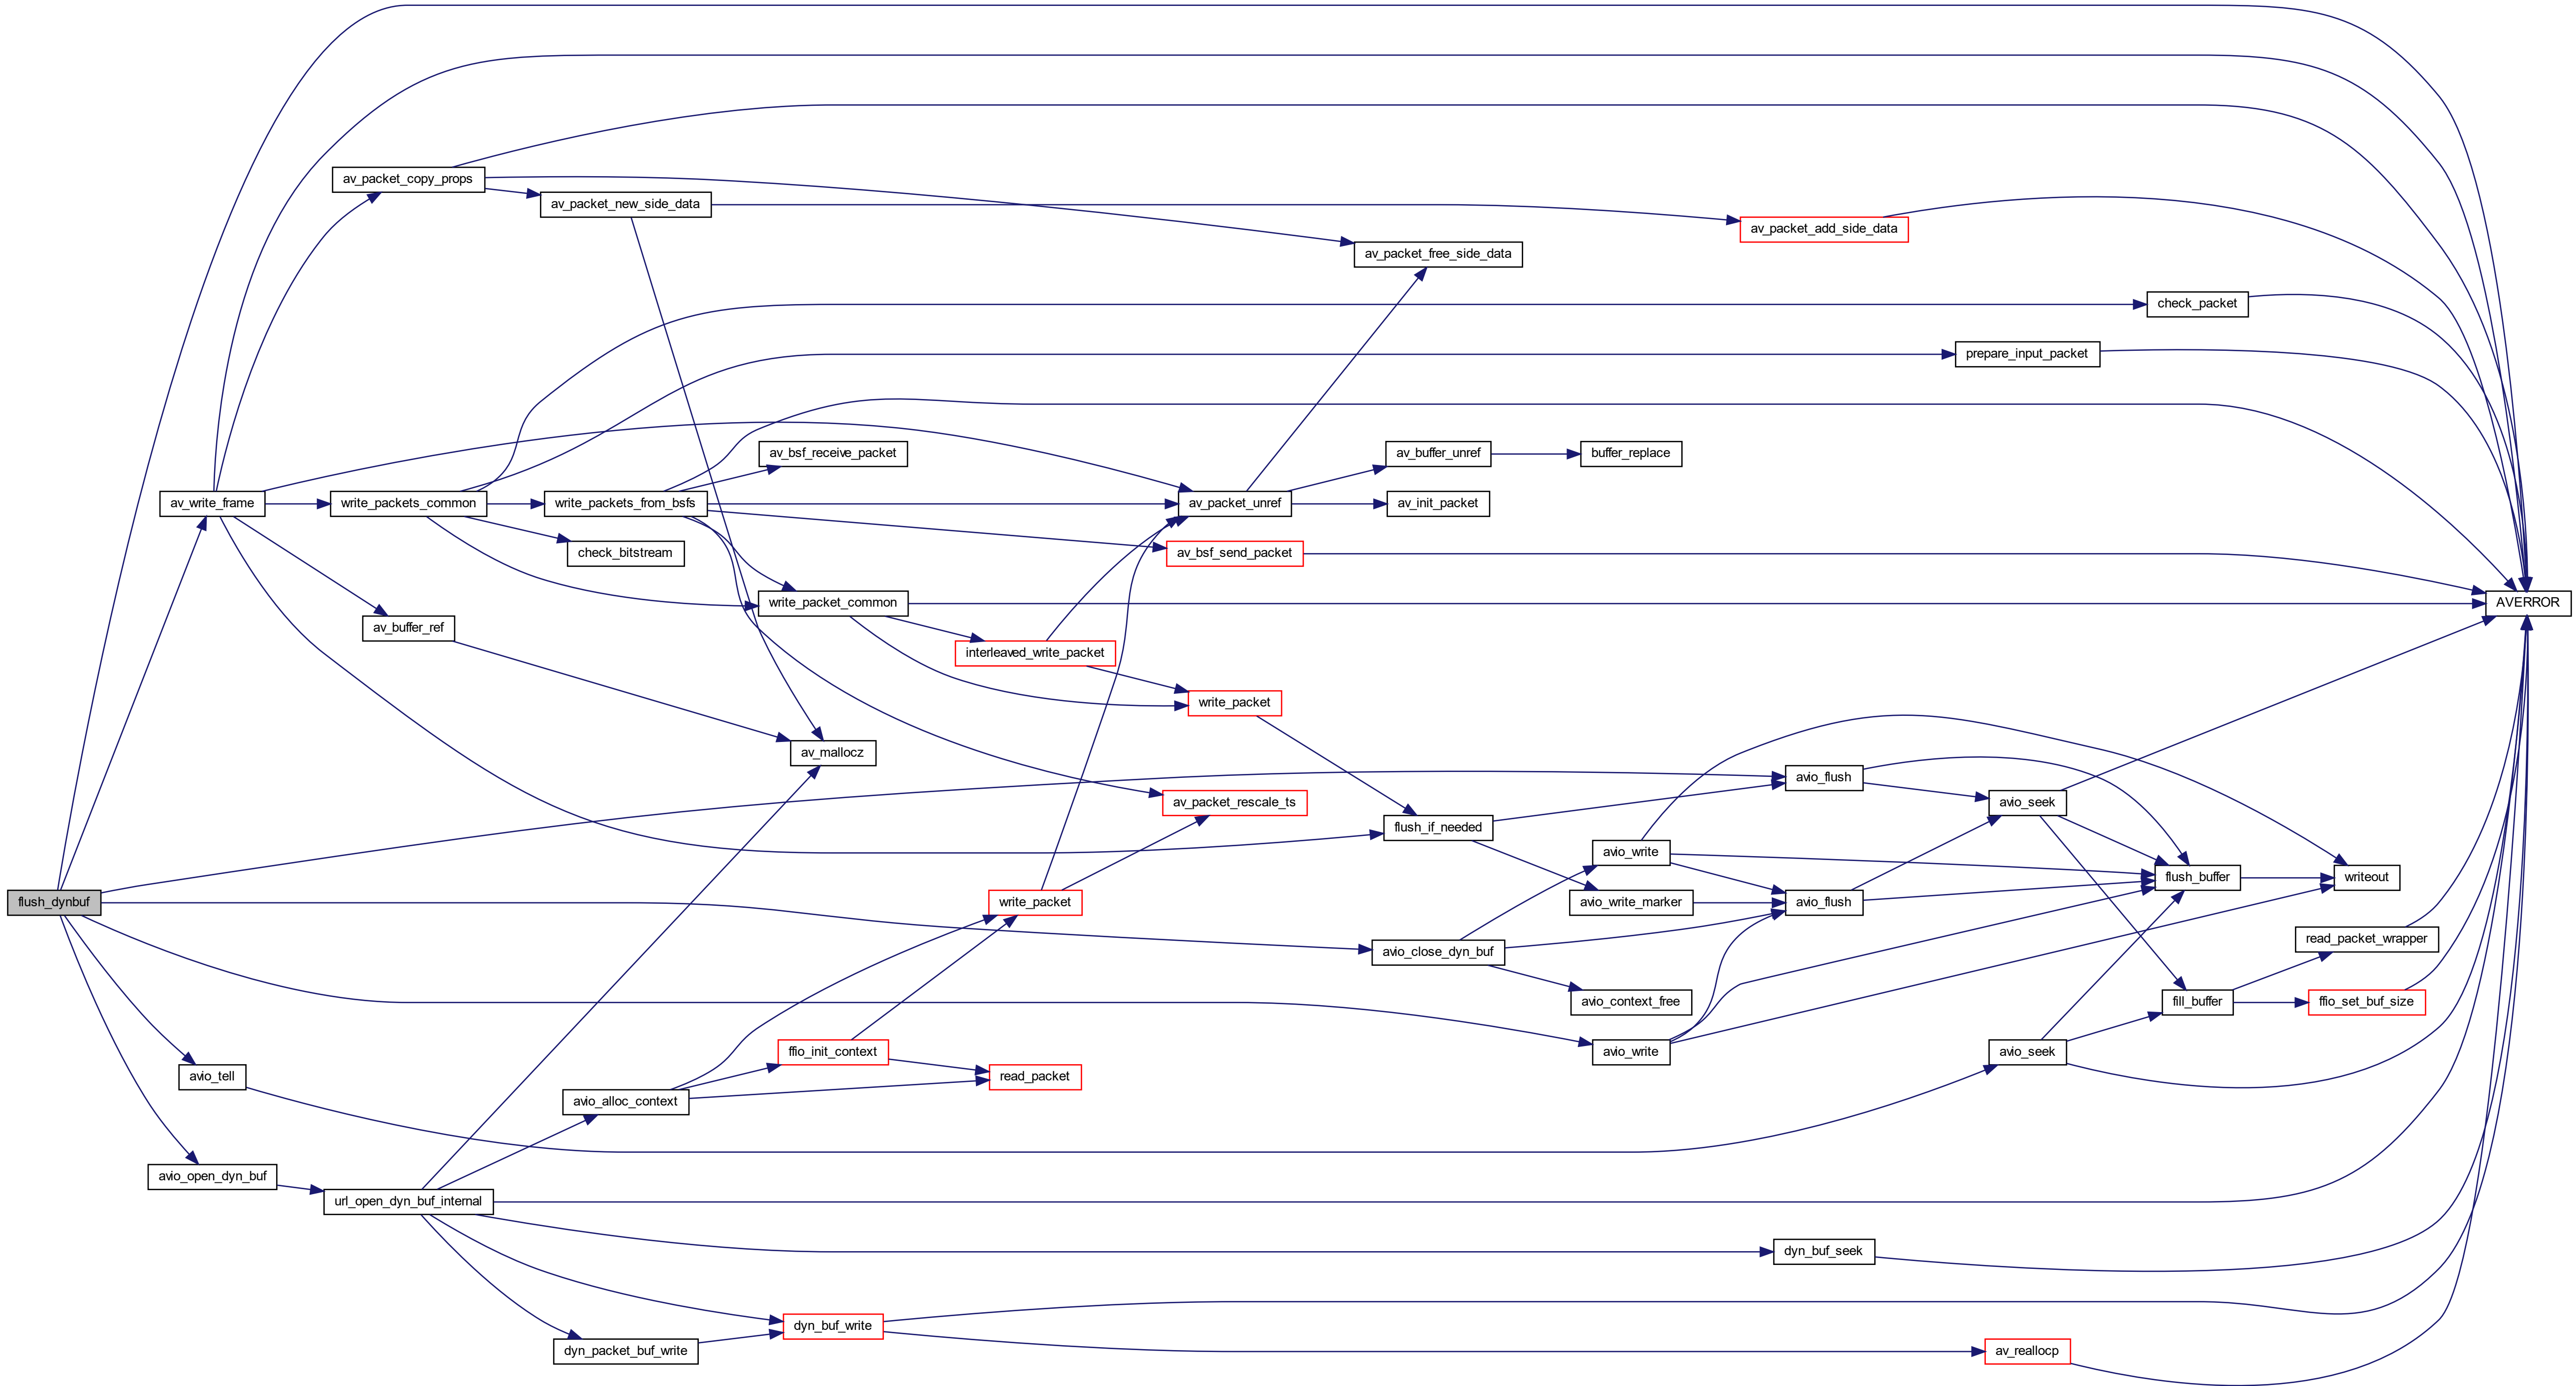 av_packet_copy_props
av_packet_new_side_data
av_packet_add_side_data
av_packet_free_side_data
check_packet
prepare_input_packet
av_bsf_receive_packet
av_buffer_unref
buffer_replace
av_write_frame
write_packets_common
write_packets_from_bsfs
av_packet_unref
av_init_packet
check_bitstream
av_bsf_send_packet
write_packet_common
AVERROR
av_buffer_ref
interleaved_write_packet
write_packet
av_mallocz
avio_flush
av_packet_rescale_ts
avio_seek
flush_if_needed
avio_write
flush_buffer
writeout
flush_dynbuf
write_packet
avio_write_marker
avio_flush
read_packet_wrapper
avio_close_dyn_buf
avio_context_free
fill_buffer
ffio_set_buf_size
ffio_init_context
avio_write
avio_seek
avio_tell
read_packet
avio_alloc_context
avio_open_dyn_buf
url_open_dyn_buf_internal
dyn_buf_seek
dyn_buf_write
dyn_packet_buf_write
av_reallocp